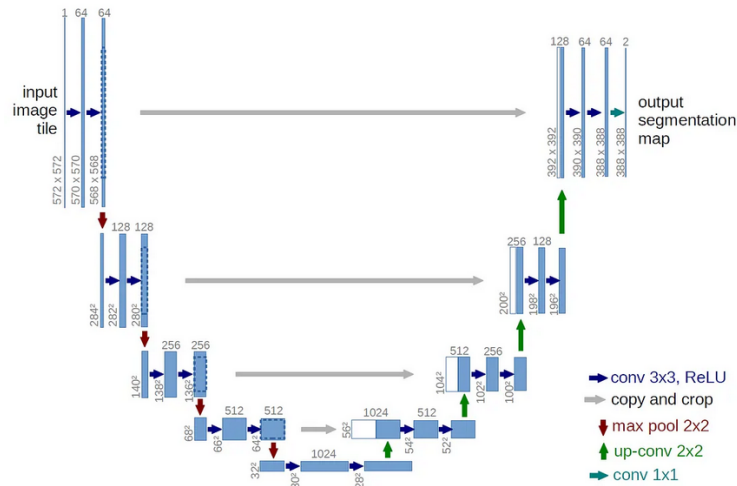 1 64 64
128 64 64 2
input
image
tile
output
segmentation
map
572 x 572
570 x 570
568 x 568
392 x 392
390 x 390
388 x 388
388 x 388
128 128
256 128
284²
282²
280²
200²
198²
196²
256 256
512 256
140²
138²
136²
104²
102²
100²
512 512
1024 512
68²
66²
64²
56²
54²
52²
1024
32²
30²
28²
conv 3x3, ReLU
copy and crop
max pool 2x2
up-conv 2x2
conv 1x1